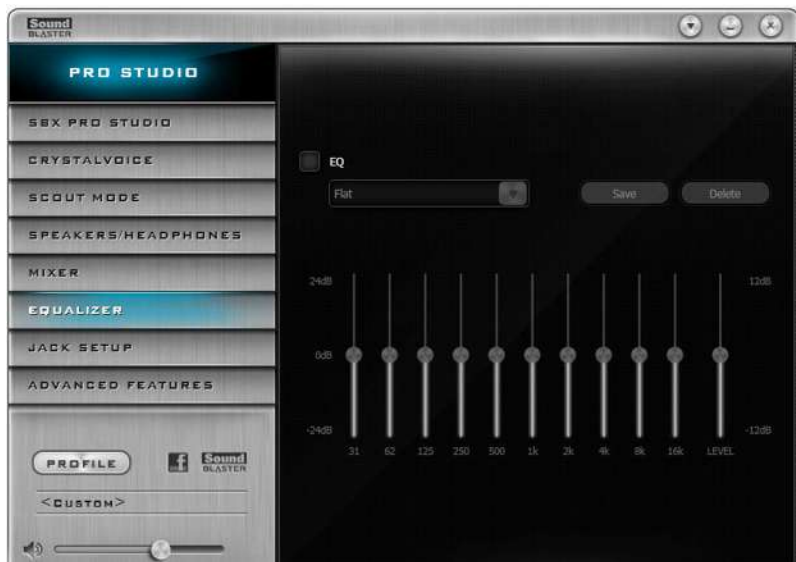 Sound
BLASTER
PRO STUDIO
SBX PRO STUDIO
CRYSTALVOICE
SCOUT MODE
SPEAKERS/HEADPHONES
MIXER
EQUALIZER
JACK SETUP
ADVANCED FEATURES
PROFILE
f
Sound
BLASTER
<CUSTOM>
EQ
Flat
Save Delete
24dB 12dB
0dB
-24dB -12dB
31 62 125 250 500 1k 2k 4k 8k 16k LEVEL